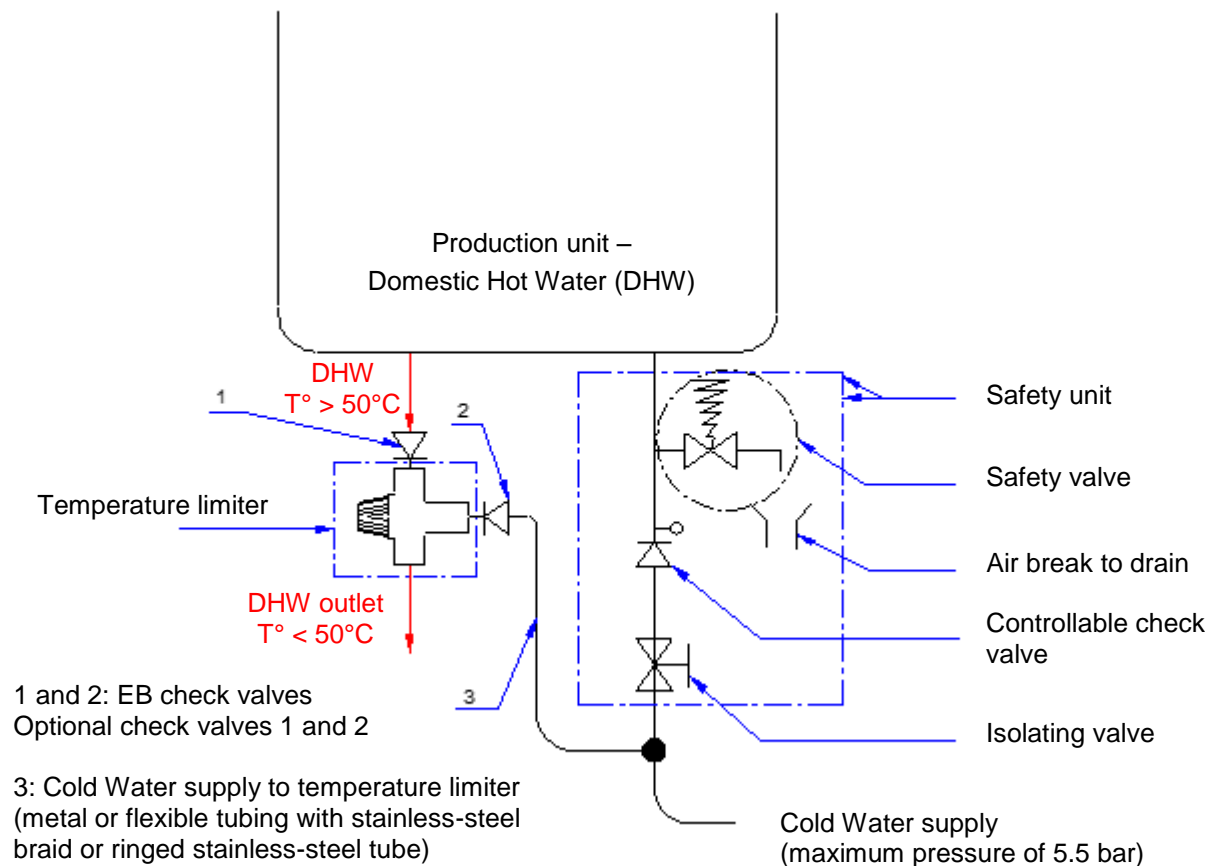 Production unit –
Domestic Hot Water (DHW)
DHW
T° > 50°C
1
2
Safety unit
Safety valve
Temperature limiter
Air break to drain
DHW outlet
T° < 50°C
Controllable check
valve
3
1 and 2: EB check valves
Optional check valves 1 and 2
Isolating valve
3: Cold Water supply to temperature limiter
(metal or flexible tubing with stainless-steel
braid or ringed stainless-steel tube)
Cold Water supply
(maximum pressure of 5.5 bar)